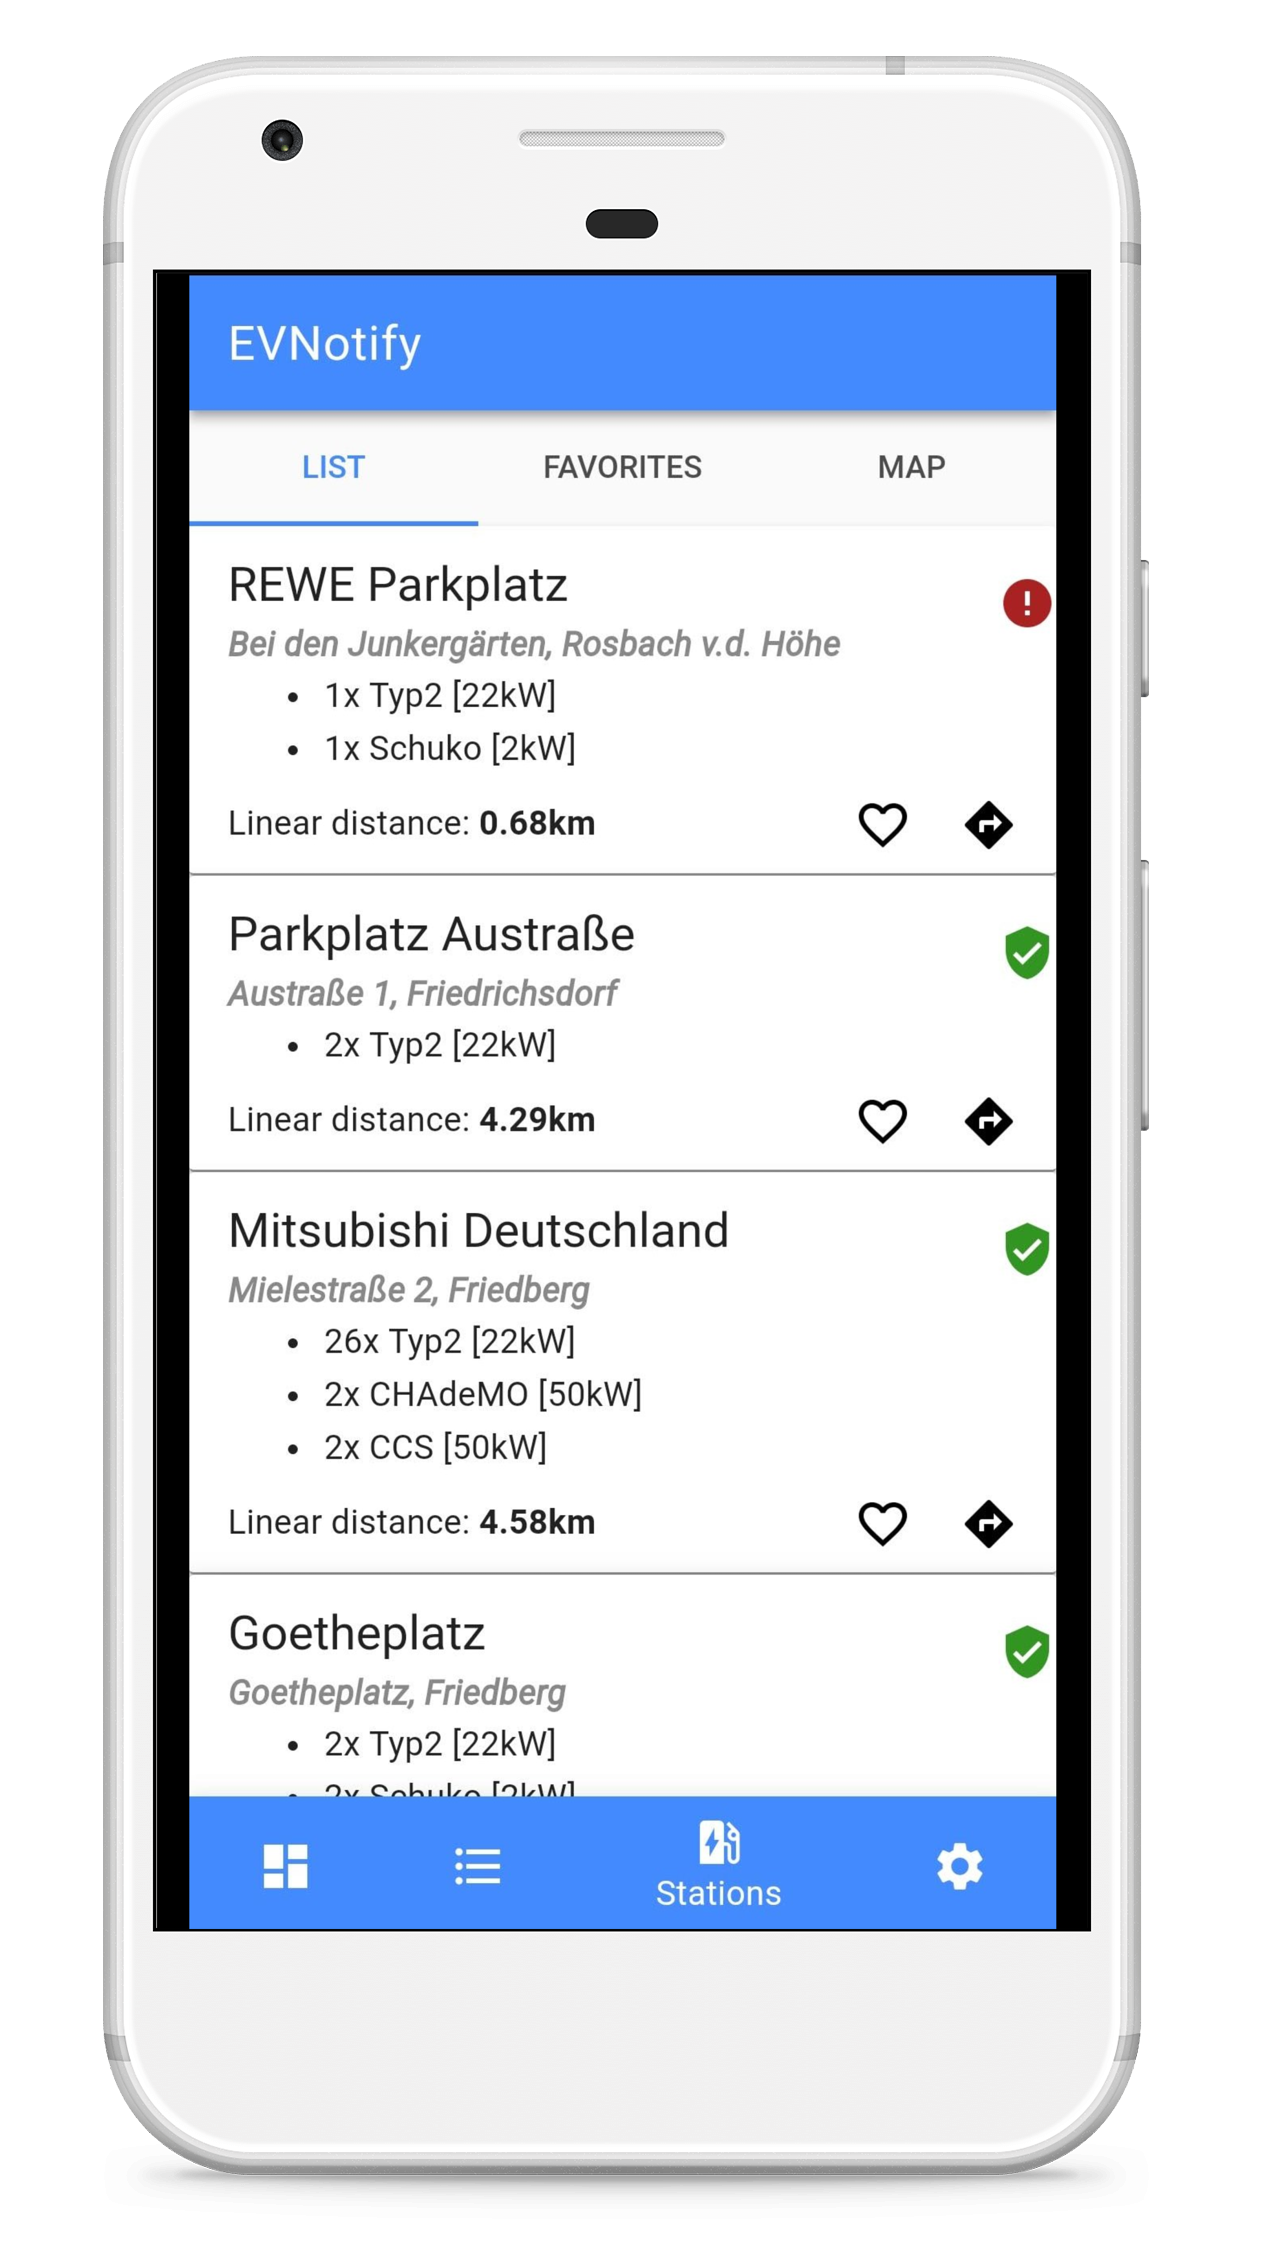 EVNotify
LIST FAVORITES MAP
REWE Parkplatz
Bei den Junkergärten, Rosbach v.d. Höhe
• 1x Typ2 [22kW]
• 1x Schuko [2kW]
Linear distance: 0.68km
Parkplatz Austraße
Austraße 1, Friedrichsdorf
• 2x Typ2 [22kW]
Linear distance: 4.29km
Mitsubishi Deutschland
Mielestraße 2, Friedberg
• 26x Typ2 [22kW]
• 2x CHAdeMO [50kW]
• 2x CCS [50kW]
Linear distance: 4.58km
Goetheplatz
Goetheplatz, Friedberg
• 2x Typ2 [22kW]
• 2x Schuko [2kW]
Stations